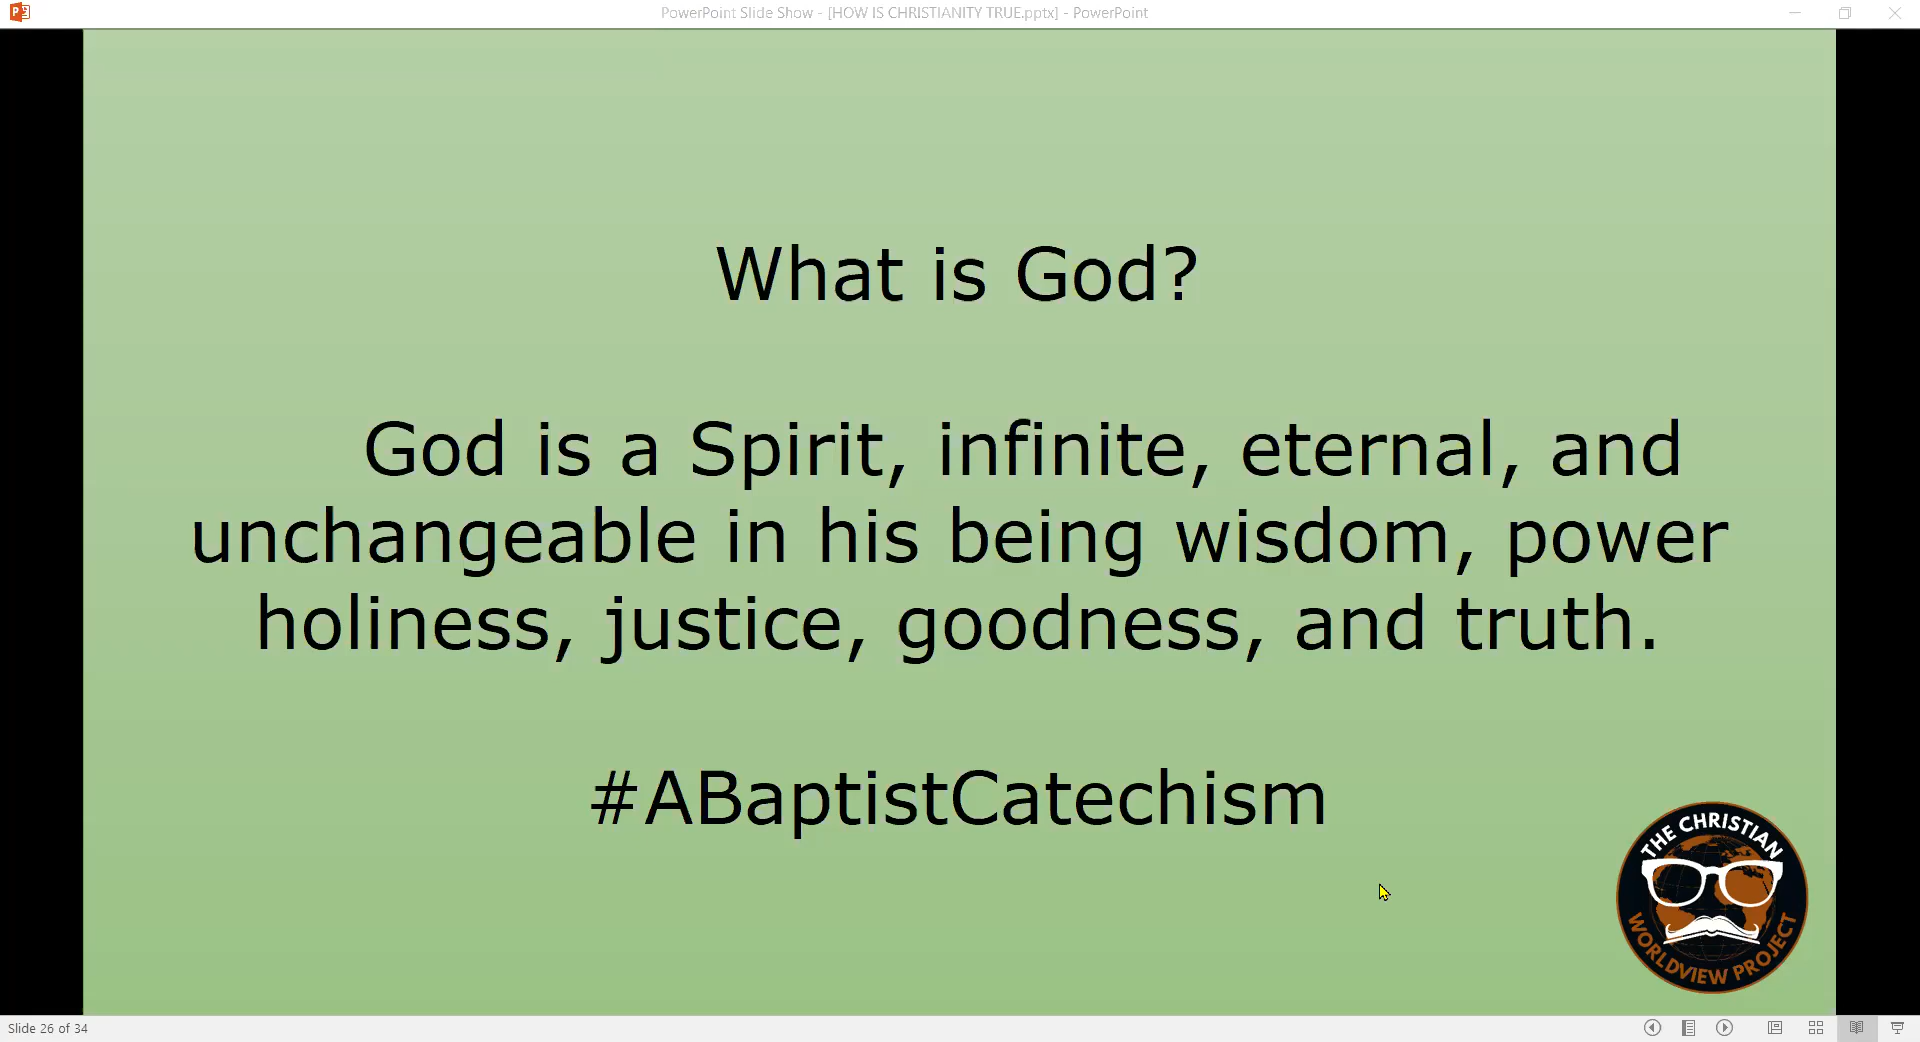 PowerPoint Slide Show - [HOW IS CHRISTIANITY TRUE.pptx] - PowerPoint
What is God?
God is a Spirit, infinite, eternal, and
unchangeable in his being wisdom, power
holiness, justice, goodness, and truth.
#ABaptistCatechism
THE CHRISTIAN
WORLDVIEW PROJECT
Slide 26 of 34